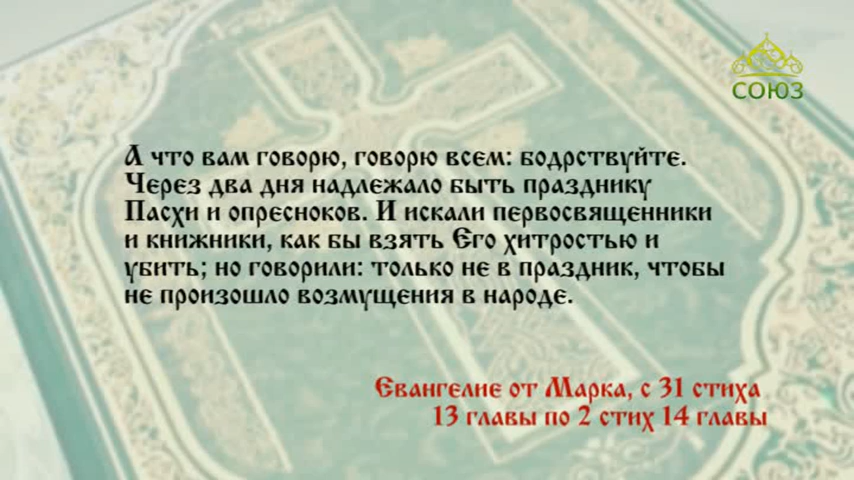 СОЮЗ
А что вам говорю, говорю всем: бодрствуйте.
Через два дня надлежало быть празднику
Пасхи и опресноков. И искали первосвященники
и книжники, как бы взять Его хитростью и
убить; но говорили: только не в праздник, чтобы
не произошло возмущения в народе.
Евангелие от Марка, с 31 стиха
13 главы по 2 стих 14 главы